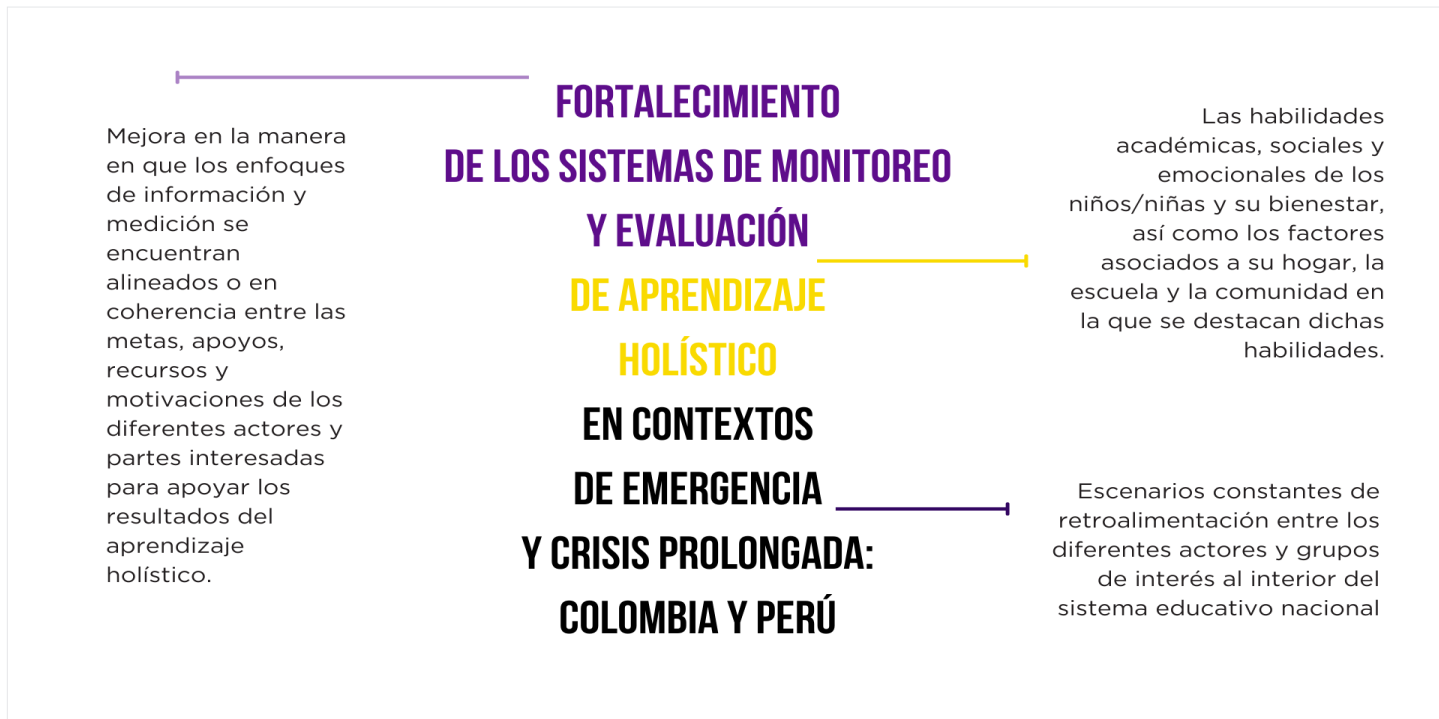 FORTALECIMIENTO
DE LOS SISTEMAS DE MONITOREO
Y EVALUACIÓN
DE APRENDIZAJE
HOLÍSTICO
EN CONTEXTOS
DE EMERGENCIA
Y CRISIS PROLONGADA:
COLOMBIA Y PERÚ
Mejora en la manera
en que los enfoques
de información y
medición se
encuentran
alineados o en
coherencia entre las
metas, apoyos,
recursos y
motivaciones de los
diferentes actores y
partes interesadas
para apoyar los
resultados del
aprendizaje
holístico.
Las habilidades
académicas, sociales y
emocionales de los
niños/niñas y su bienestar,
así como los factores
asociados a su hogar, la
escuela y la comunidad en
la que se destacan dichas
habilidades.
Escenarios constantes de
retroalimentación entre los
diferentes actores y grupos
de interés al interior del
sistema educativo nacional